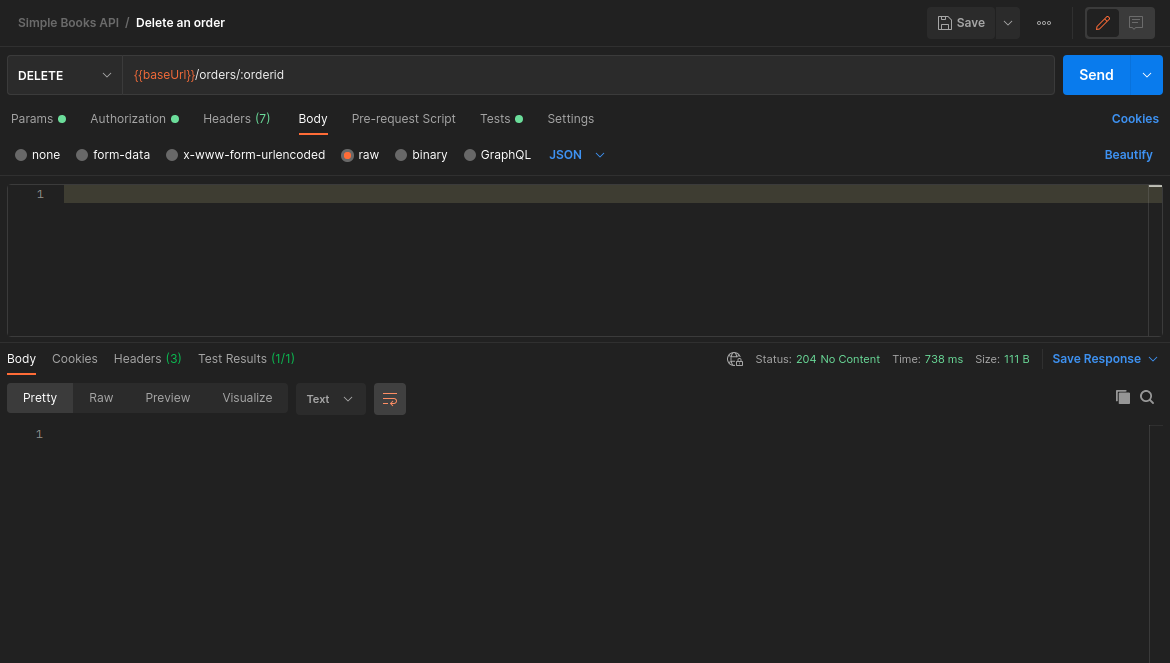 Simple Books API / Delete an order
Save
DELETE {{baseUrl}}/orders/:orderid Send
Params Authorization Headers (7) Body Pre-request Script Tests Settings Cookies
none form-data x-www-form-urlencoded raw binary GraphQL JSON Beautify
1
Body Cookies Headers (3) Test Results (1/1) Status: 204 No Content Time: 738 ms Size: 111 B Save Response
Pretty Raw Preview Visualize Text
1